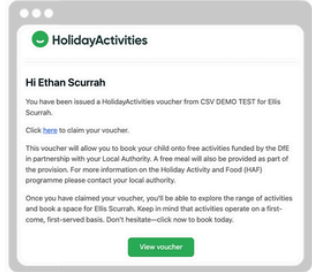 HolidayActivities
Hi Ethan Scurrah
You have been issued a HolidayActivities voucher from CSV DEMO TEST for Ellis
Scurrah.
Click here to claim your voucher.
This voucher will allow you to book your child onto free activities funded by the DfE
in partnership with your Local Authority. A free meal will also be provided as part of
the provision. For more information on the Holiday Activity and Food (HAF)
programme please contact your local authority.
Once you have claimed your voucher, you'll be able to explore the range of activities
and book a space for Ellis Scurrah. Keep in mind that activities operate on a first-
come, first-served basis. Don't hesitate—click now to book today.
View voucher